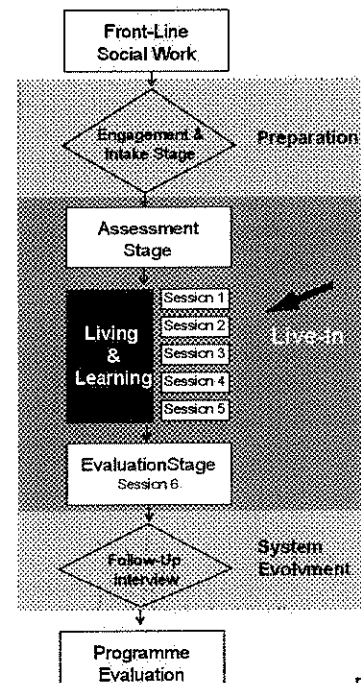 Front-Line
Social Work
Engagement &
Intake Stage
Preparation
Assessment
Stage
Living
&
Learning
Session 1
Session 2
Session 3
Session 4
Session 5
Live-in
EvaluationStage
Session 6
Follow-Up
interview
System
Evolvment
Programme
Evaluation